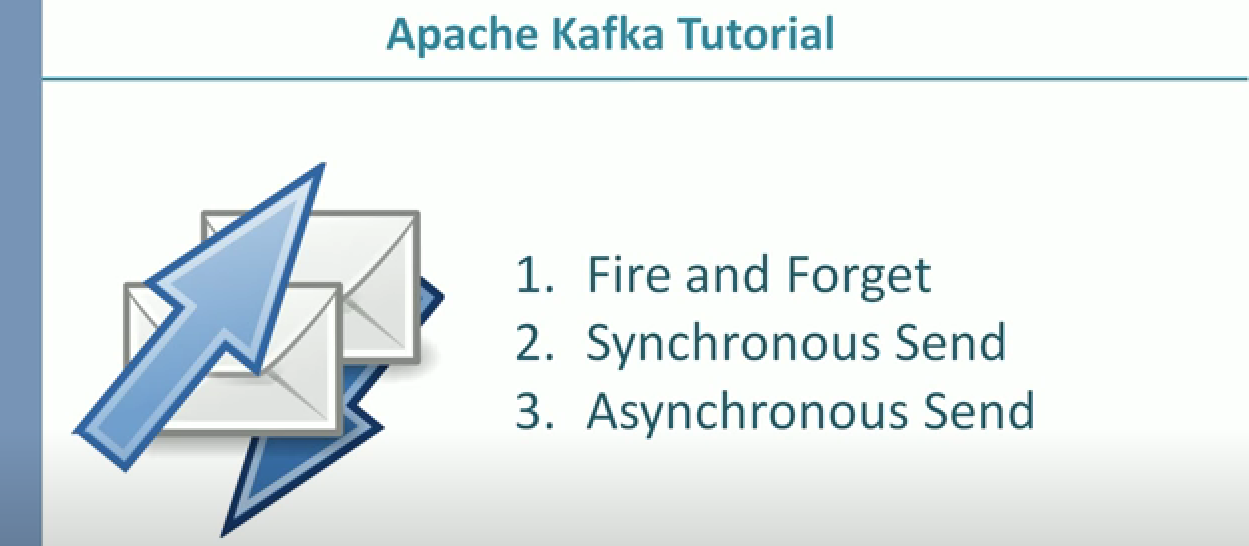 Apache Kafka Tutorial
1. Fire and Forget
2. Synchronous Send
3. Asynchronous Send